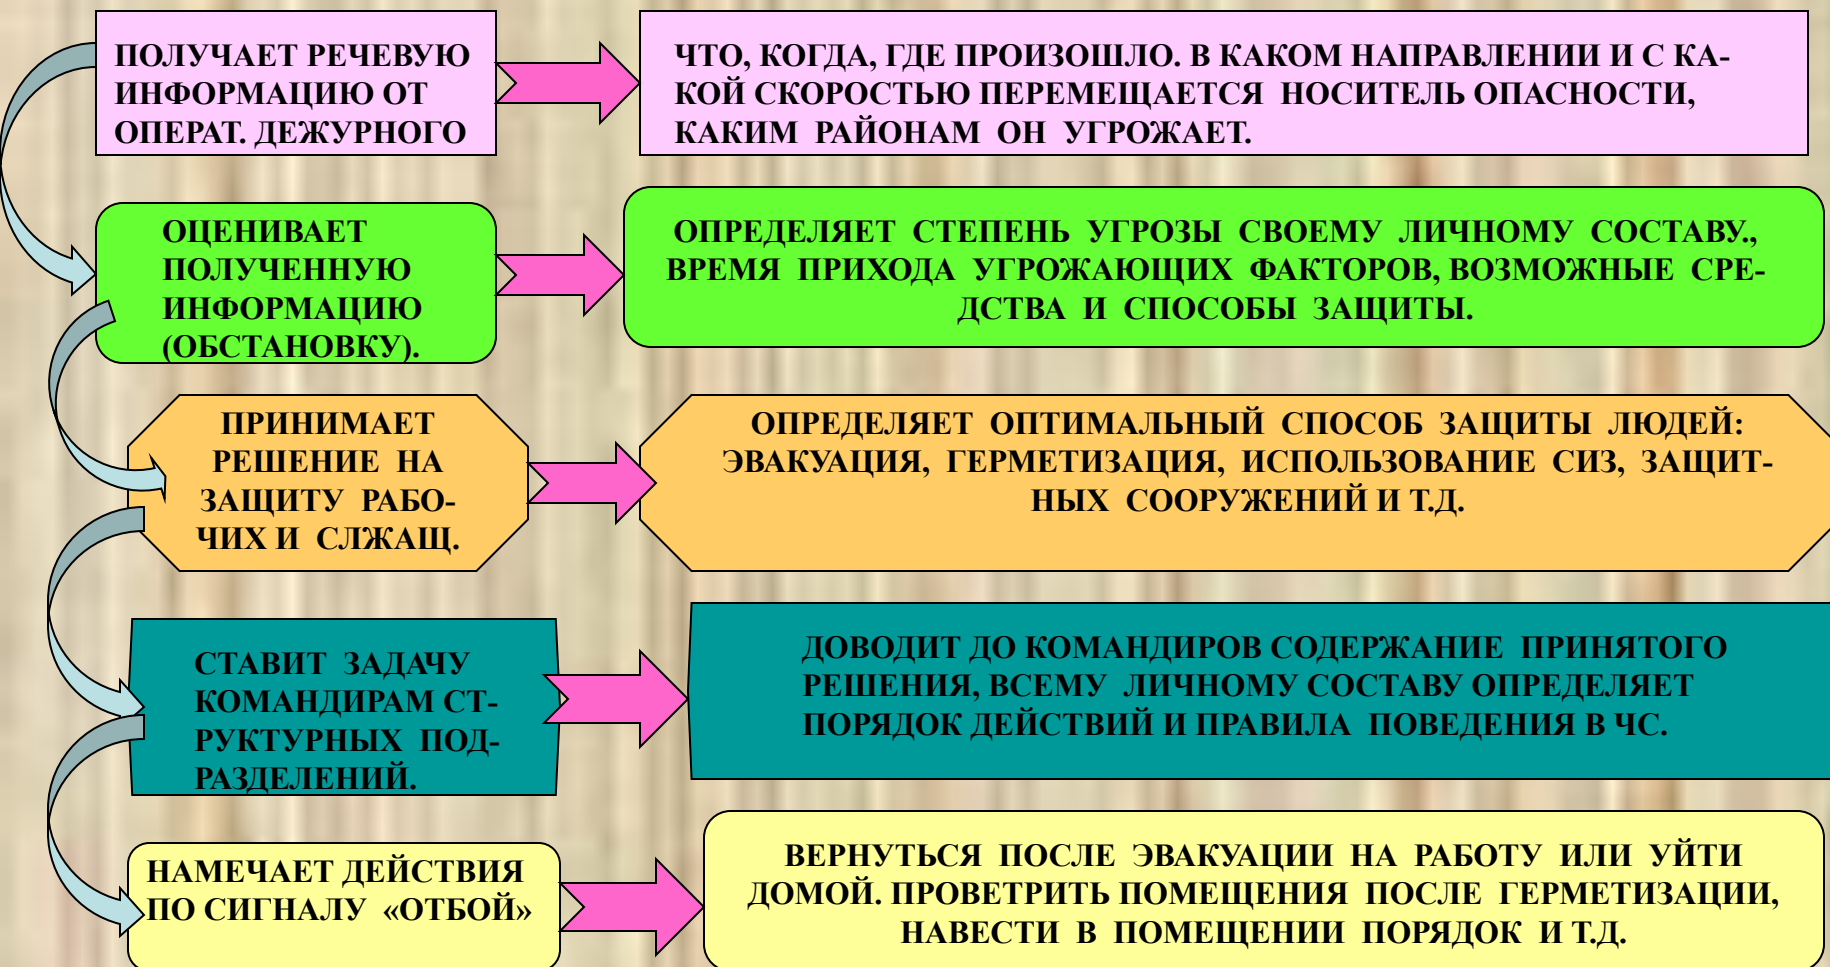 ПОЛУЧАЕТ РЕЧЕВУЮ
ИНФОРМАЦИЮ ОТ
ОПЕРАТ. ДЕЖУРНОГО
ЧТО, КОГДА, ГДЕ ПРОИЗОШЛО. В КАКОМ НАПРАВЛЕНИИ И С КА-
КОЙ СКОРОСТЬЮ ПЕРЕМЕЩАЕТСЯ НОСИТЕЛЬ ОПАСНОСТИ,
КАКИМ РАЙОНАМ ОН УГРОЖАЕТ.
ОЦЕНИВАЕТ
ПОЛУЧЕННУЮ
ИНФОРМАЦИЮ
(ОБСТАНОВКУ).
ОПРЕДЕЛЯЕТ СТЕПЕНЬ УГРОЗЫ СВОЕМУ ЛИЧНОМУ СОСТАВУ.,
ВРЕМЯ ПРИХОДА УГРОЖАЮЩИХ ФАКТОРОВ, ВОЗМОЖНЫЕ СРЕ-
ДСТВА И СПОСОБЫ ЗАЩИТЫ.
ПРИНИМАЕТ
РЕШЕНИЕ НА
ЗАЩИТУ РАБО-
ЧИХ И СЛЖАЩ.
ОПРЕДЕЛЯЕТ ОПТИМАЛЬНЫЙ СПОСОБ ЗАЩИТЫ ЛЮДЕЙ:
ЭВАКУАЦИЯ, ГЕРМЕТИЗАЦИЯ, ИСПОЛЬЗОВАНИЕ СИЗ, ЗАЩИТ-
НЫХ СООРУЖЕНИЙ И Т.Д.
СТАВИТ ЗАДАЧУ
КОМАНДИРАМ СТ-
РУКТУРНЫХ ПОД-
РАЗДЕЛЕНИЙ.
ДОВОДИТ ДО КОМАНДИРОВ СОДЕРЖАНИЕ ПРИНЯТОГО
РЕШЕНИЯ, ВСЕМУ ЛИЧНОМУ СОСТАВУ ОПРЕДЕЛЯЕТ
ПОРЯДОК ДЕЙСТВИЙ И ПРАВИЛА ПОВЕДЕНИЯ В ЧС.
НАМЕЧАЕТ ДЕЙСТВИЯ
ПО СИГНАЛУ «ОТБОЙ»
ВЕРНУТЬСЯ ПОСЛЕ ЭВАКУАЦИИ НА РАБОТУ ИЛИ УЙТИ
ДОМОЙ. ПРОВЕТРИТЬ ПОМЕЩЕНИЯ ПОСЛЕ ГЕРМЕТИЗАЦИИ,
НАВЕСТИ В ПОМЕЩЕНИИ ПОРЯДОК И Т.Д.